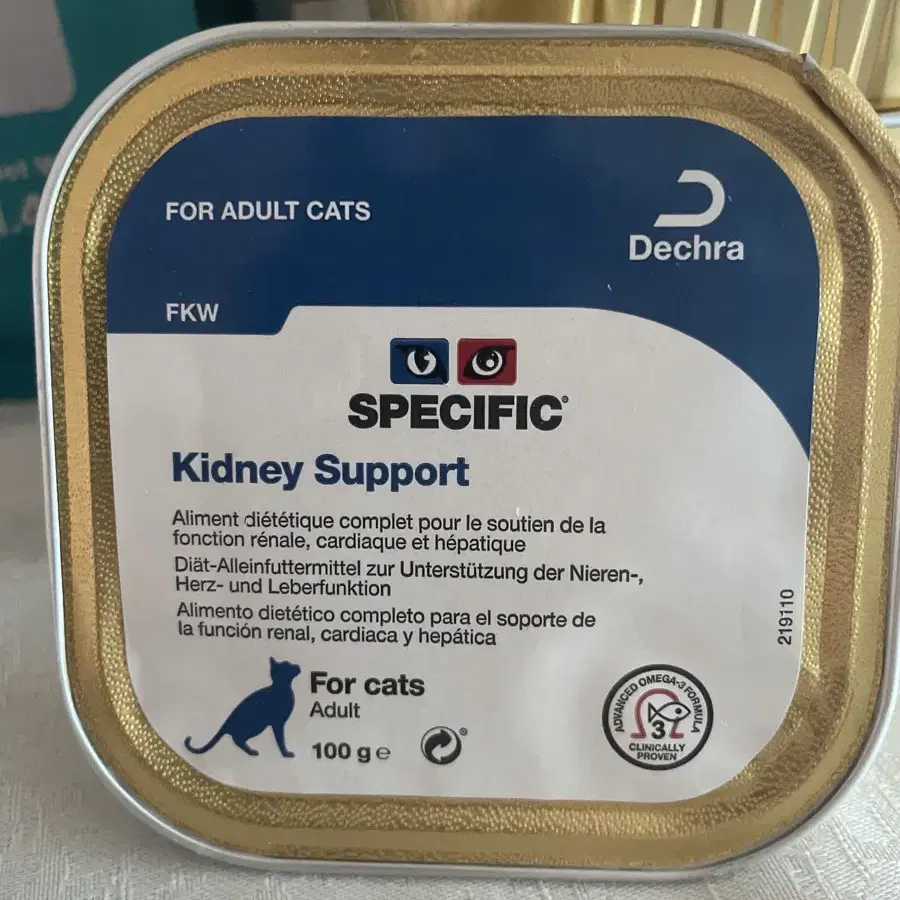 FOR ADULT CATS
Dechra
FKW
SPECIFIC®
Kidney Support
Aliment diététique complet pour le soutien de la
fonction rénale, cardiaque et hépatique
Diät-Alleinfuttermittel zur Unterstützung der Nieren-,
Herz- und Leberfunktion
Alimento dietético completo para el soporte de
la función renal, cardiaca y hepática
219110
For cats
Adult
100 g e
ADVANCED OMEGA-3 FORMULA
3
CLINICALLY
PROVEN